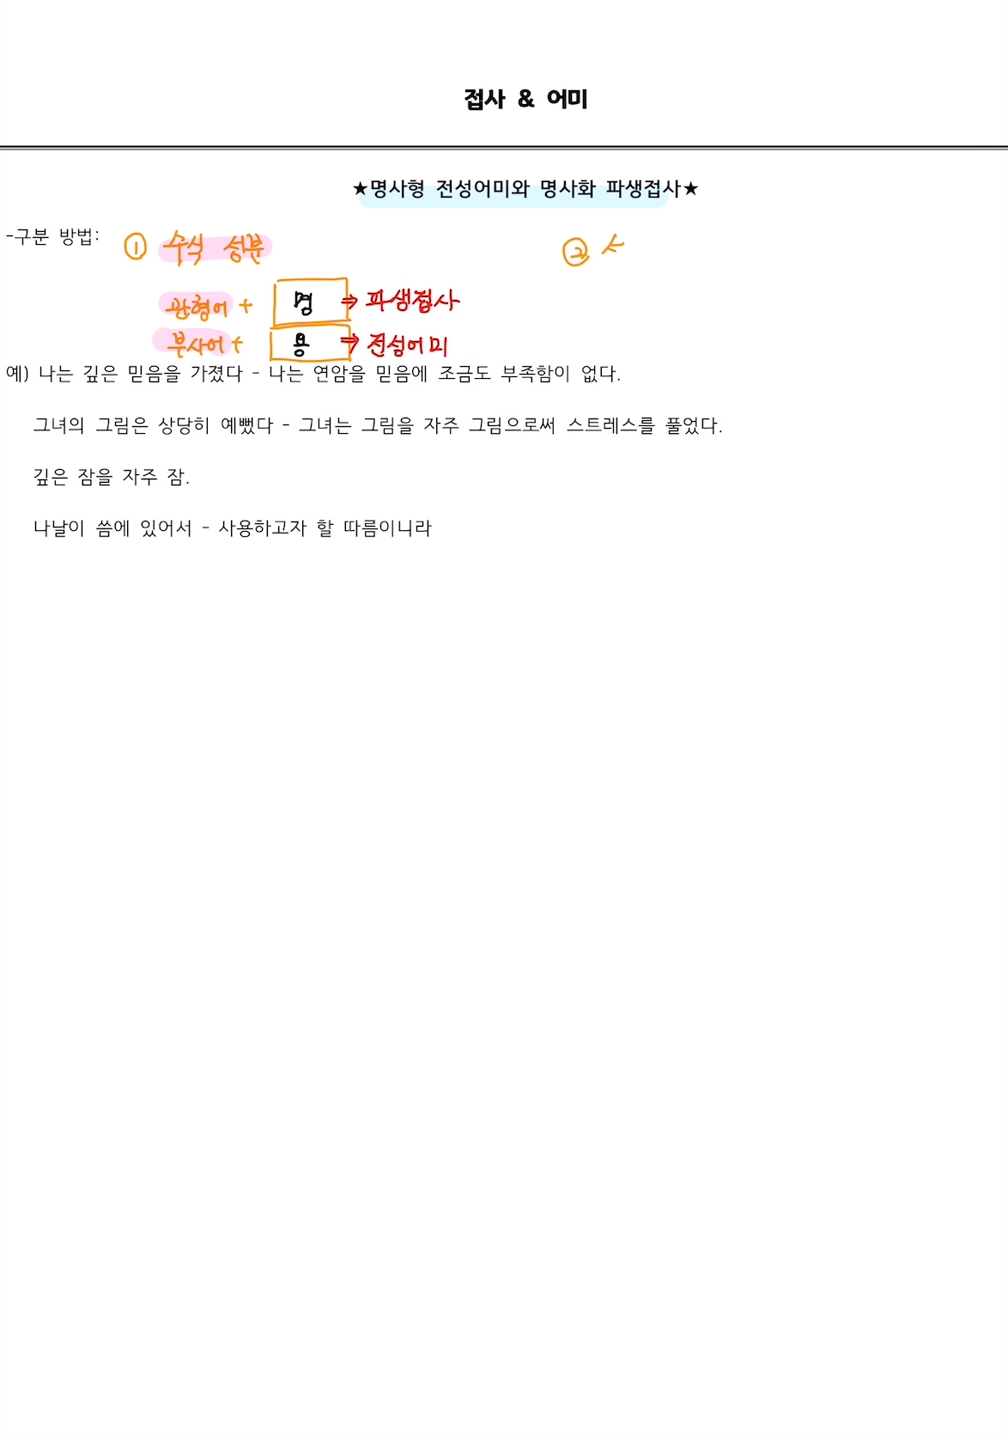 접사 & 어미
★명사형 전성어미와 명사화 파생접사★
-구분 방법: ① 수식 성분 ② ㅅ
관형어 + 명 ⇒ 파생접사
부사어 + 용 ⇒ 전성어미
예) 나는 깊은 믿음을 가졌다 - 나는 연암을 믿음에 조금도 부족함이 없다.
그녀의 그림은 상당히 예뻤다 - 그녀는 그림을 자주 그림으로써 스트레스를 풀었다.
깊은 잠을 자주 잠.
나날이 씀에 있어서 - 사용하고자 할 따름이니라